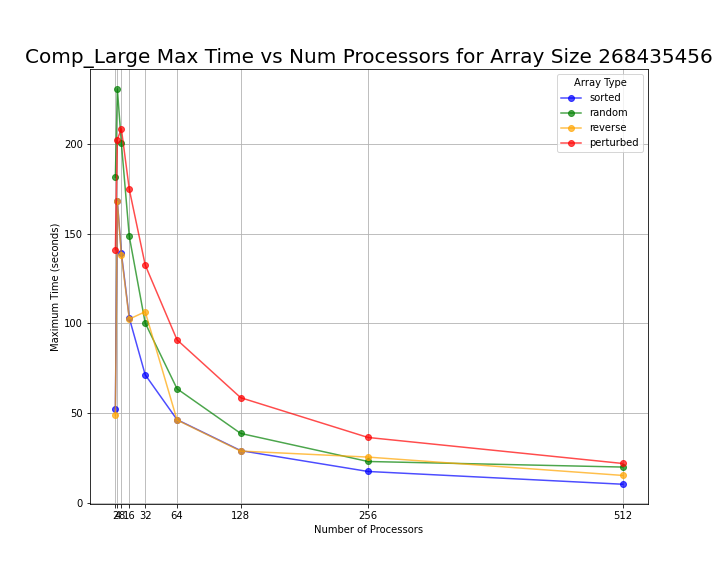 Comp_Large Max Time vs Num Processors for Array Size 268435456
Array Type
sorted
random
reverse
perturbed
200
150
100
50
0
Maximum Time (seconds)
2 4 8 16 32 64 128 256 512
Number of Processors